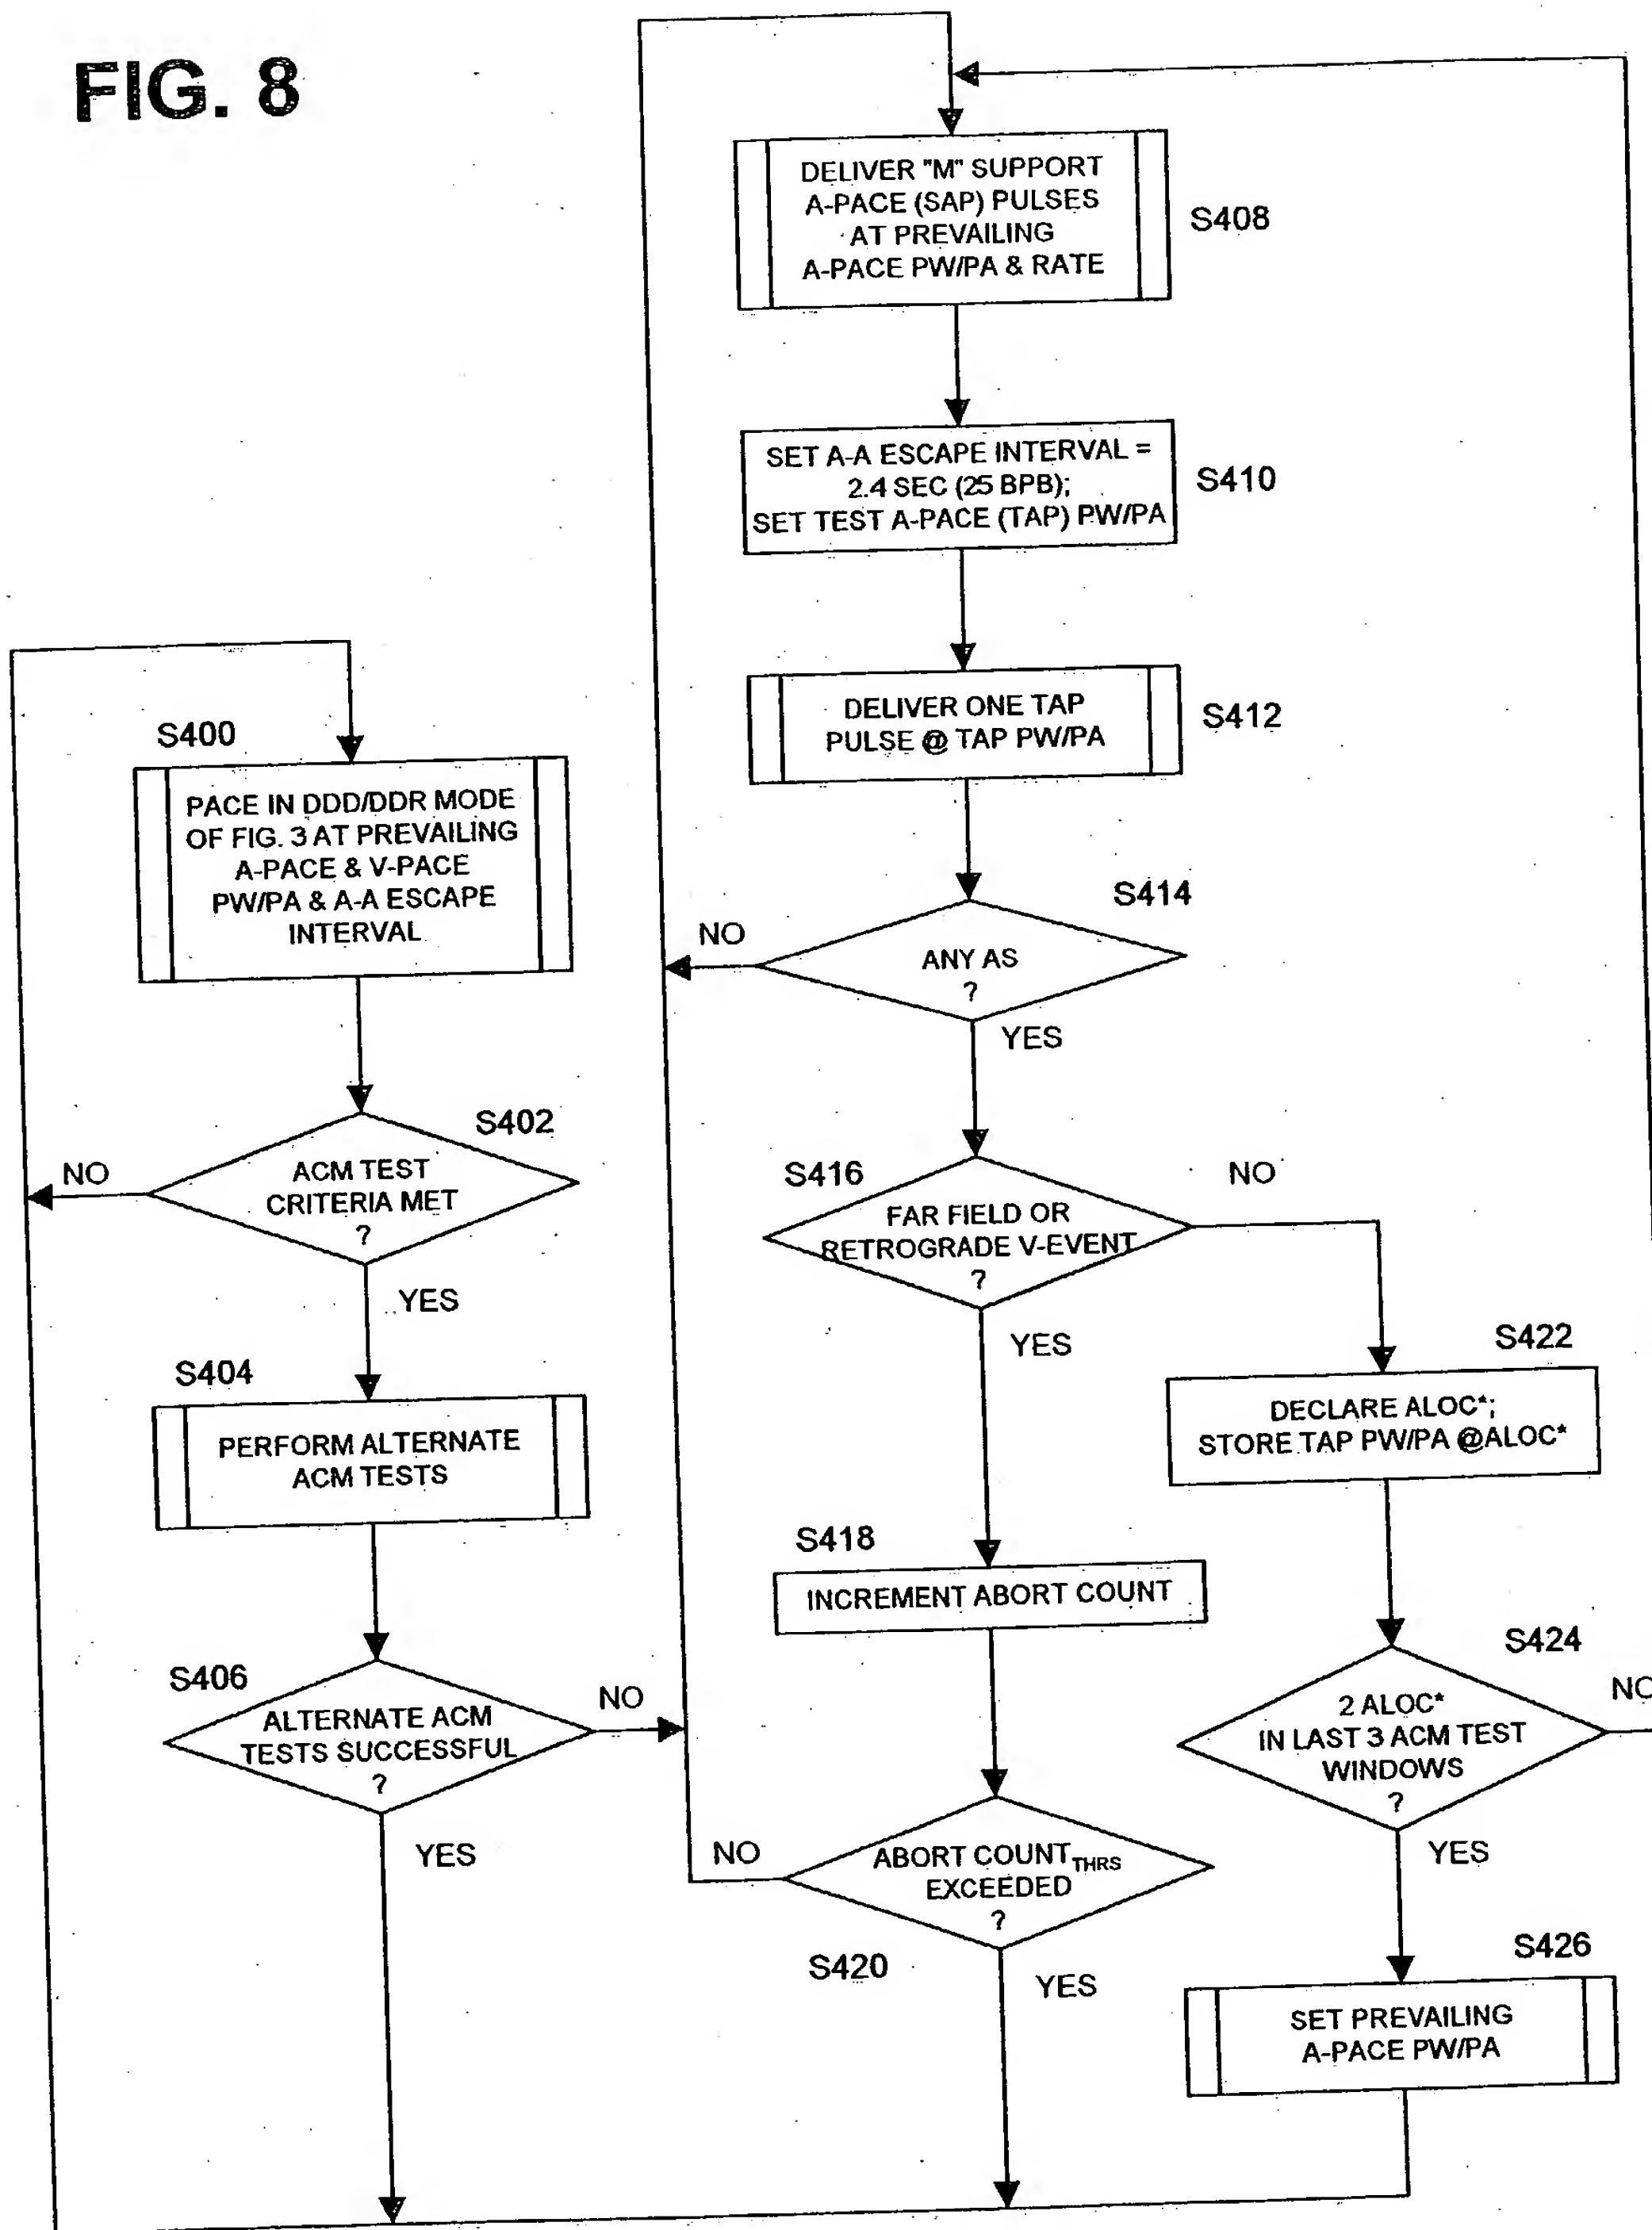 FIG. 8
S400
PACE IN DDD/DDR MODE
OF FIG. 3 AT PREVAILING
A-PACE & V-PACE
PW/PA & A-A ESCAPE
INTERVAL
S402
NO
ACM TEST
CRITERIA MET
?
YES
S404
PERFORM ALTERNATE
ACM TESTS
S406
NO
ALTERNATE ACM
TESTS SUCCESSFUL
?
YES
DELIVER "M" SUPPORT
A-PACE (SAP) PULSES
AT PREVAILING
A-PACE PW/PA & RATE
S408
SET A-A ESCAPE INTERVAL =
2.4 SEC (25 BPB);
SET TEST A-PACE (TAP) PW/PA
S410
DELIVER ONE TAP
PULSE @ TAP PW/PA
S412
S414
NO
ANY AS
?
YES
S416
NO
FAR FIELD OR
RETROGRADE V-EVENT
?
YES
S418
INCREMENT ABORT COUNT
NO
ABORT COUNT THRS
EXCEEDED
?
S420
YES
S422
DECLARE ALOC*;
STORE TAP PW/PA @ALOC*
S424
NO
2 ALOC*
IN LAST 3 ACM TEST
WINDOWS
?
YES
S426
SET PREVAILING
A-PACE PW/PA